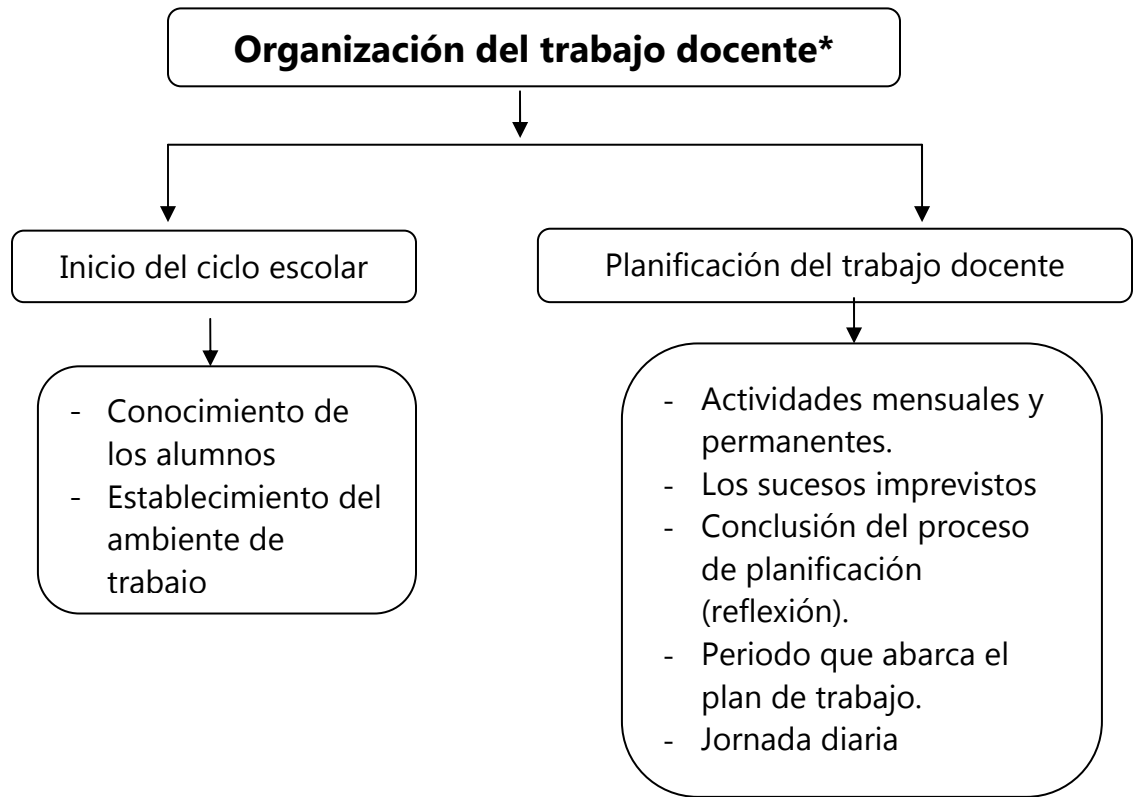 Organización del trabajo docente*
Inicio del ciclo escolar
Planificación del trabajo docente
- Conocimiento de
los alumnos
- Establecimiento del
ambiente de
trabajo
- Actividades mensuales y
permanentes.
- Los sucesos imprevistos
- Conclusión del proceso
de planificación
(reflexión).
- Periodo que abarca el
plan de trabajo.
- Jornada diaria